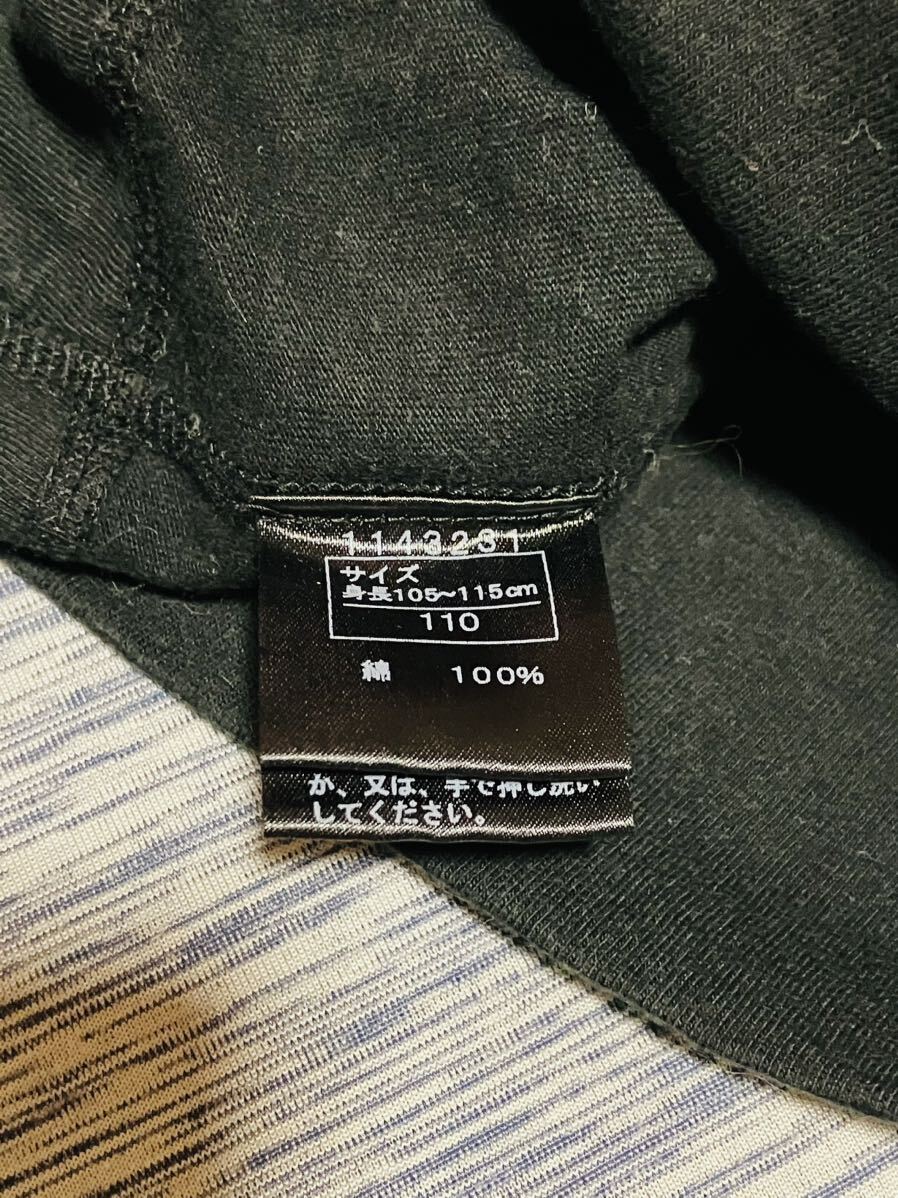 1143231
サイズ
身長105~115cm
110
綿 100%
か、又は、手で押し洗い
してください。